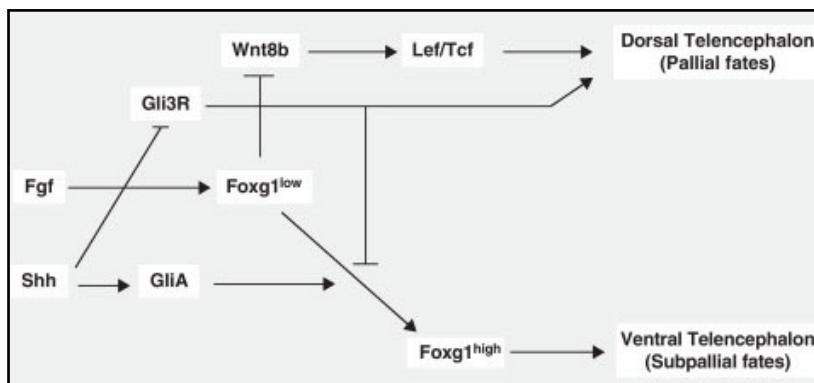 Wnt8b
Lef/Tcf
Dorsal Telencephalon
(Pallial fates)
Gli3R
Fgf
Foxg1low
Shh
GliA
Foxg1high
Ventral Telencephalon
(Subpallial fates)